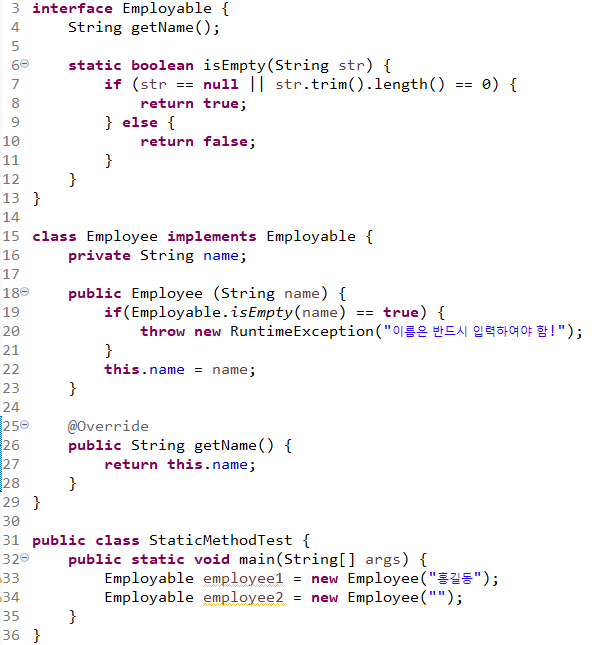 3 interface Employable {
4     String getName();
5
6     static boolean isEmpty(String str) {
7         if (str == null || str.trim().length() == 0) {
8             return true;
9         } else {
10             return false;
11         }
12     }
13 }
14
15 class Employee implements Employable {
16     private String name;
17
18     public Employee (String name) {
19         if(Employable.isEmpty(name) == true) {
20             throw new RuntimeException("이름은 반드시 입력하여야 함!");
21         }
22         this.name = name;
23     }
24
25     @Override
26     public String getName() {
27         return this.name;
28     }
29 }
30
31 public class StaticMethodTest {
32     public static void main(String[] args) {
33         Employable employee1 = new Employee("홍길동");
34         Employable employee2 = new Employee("");
35     }
36 }